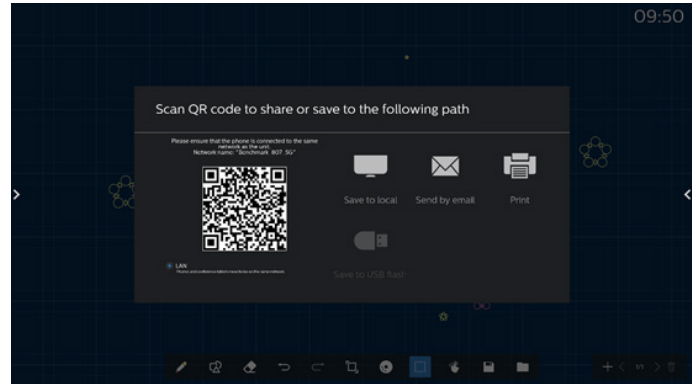 09:50
Scan QR code to share or save to the following path
Please ensure that the phone is connected to the same
network as the unit.
Network name: "Benchmark 807 5G"
Save to local
Send by email
Print
LAN
Save to USB flash
1/1